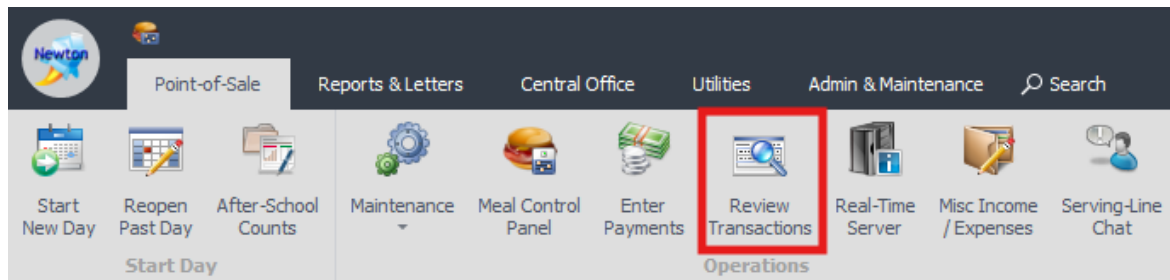 Newton
Point-of-Sale Reports & Letters Central Office Utilities Admin & Maintenance Search
Start Reopen After-School Maintenance Meal Control Enter Review Real-Time Misc Income Serving-Line
New Day Past Day Counts Panel Payments Transactions Server / Expenses Chat
Start Day Operations